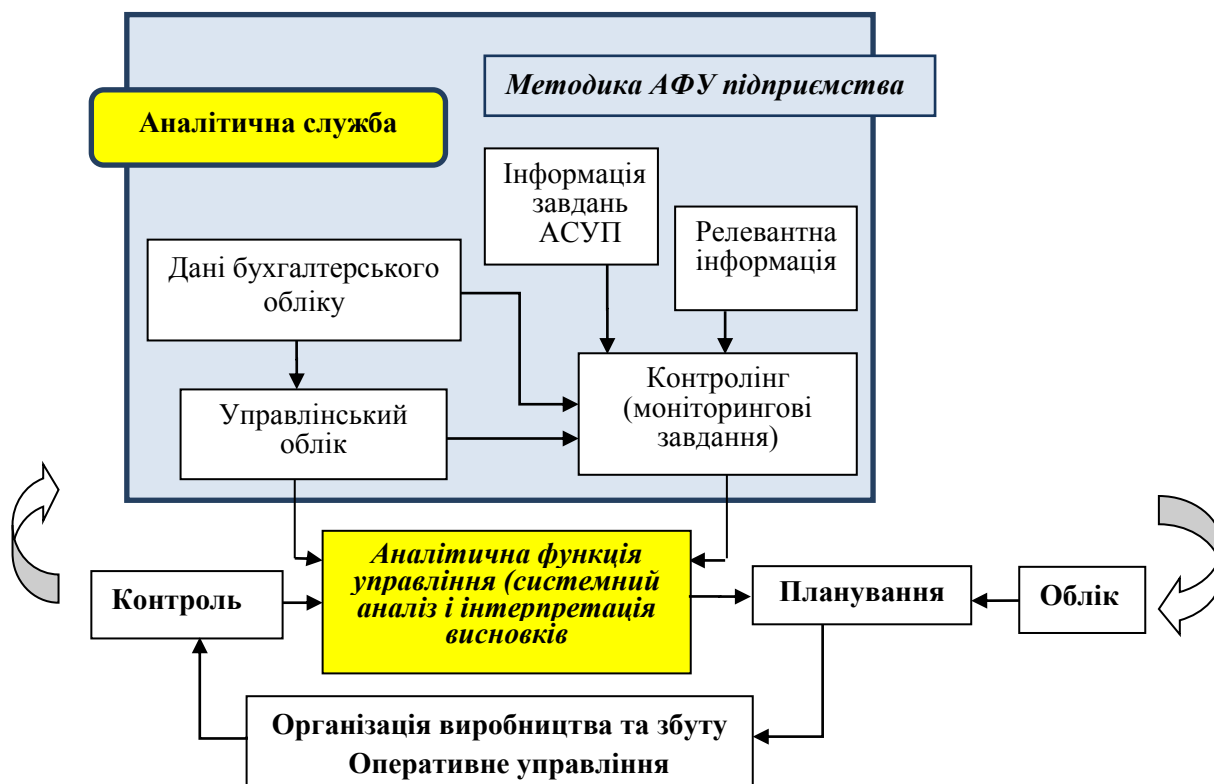 Методика АФУ підприємства
Аналітична служба
Інформація
завдань
АСУП
Релевантна
інформація
Дані бухгалтерського
обліку
Контролінг
(моніторингові
завдання)
Управлінський
облік
Аналітична функція
управління (системний
аналіз і інтерпретація
висновків
Контроль
Планування
Облік
Організація виробництва та збуту
Оперативне управління